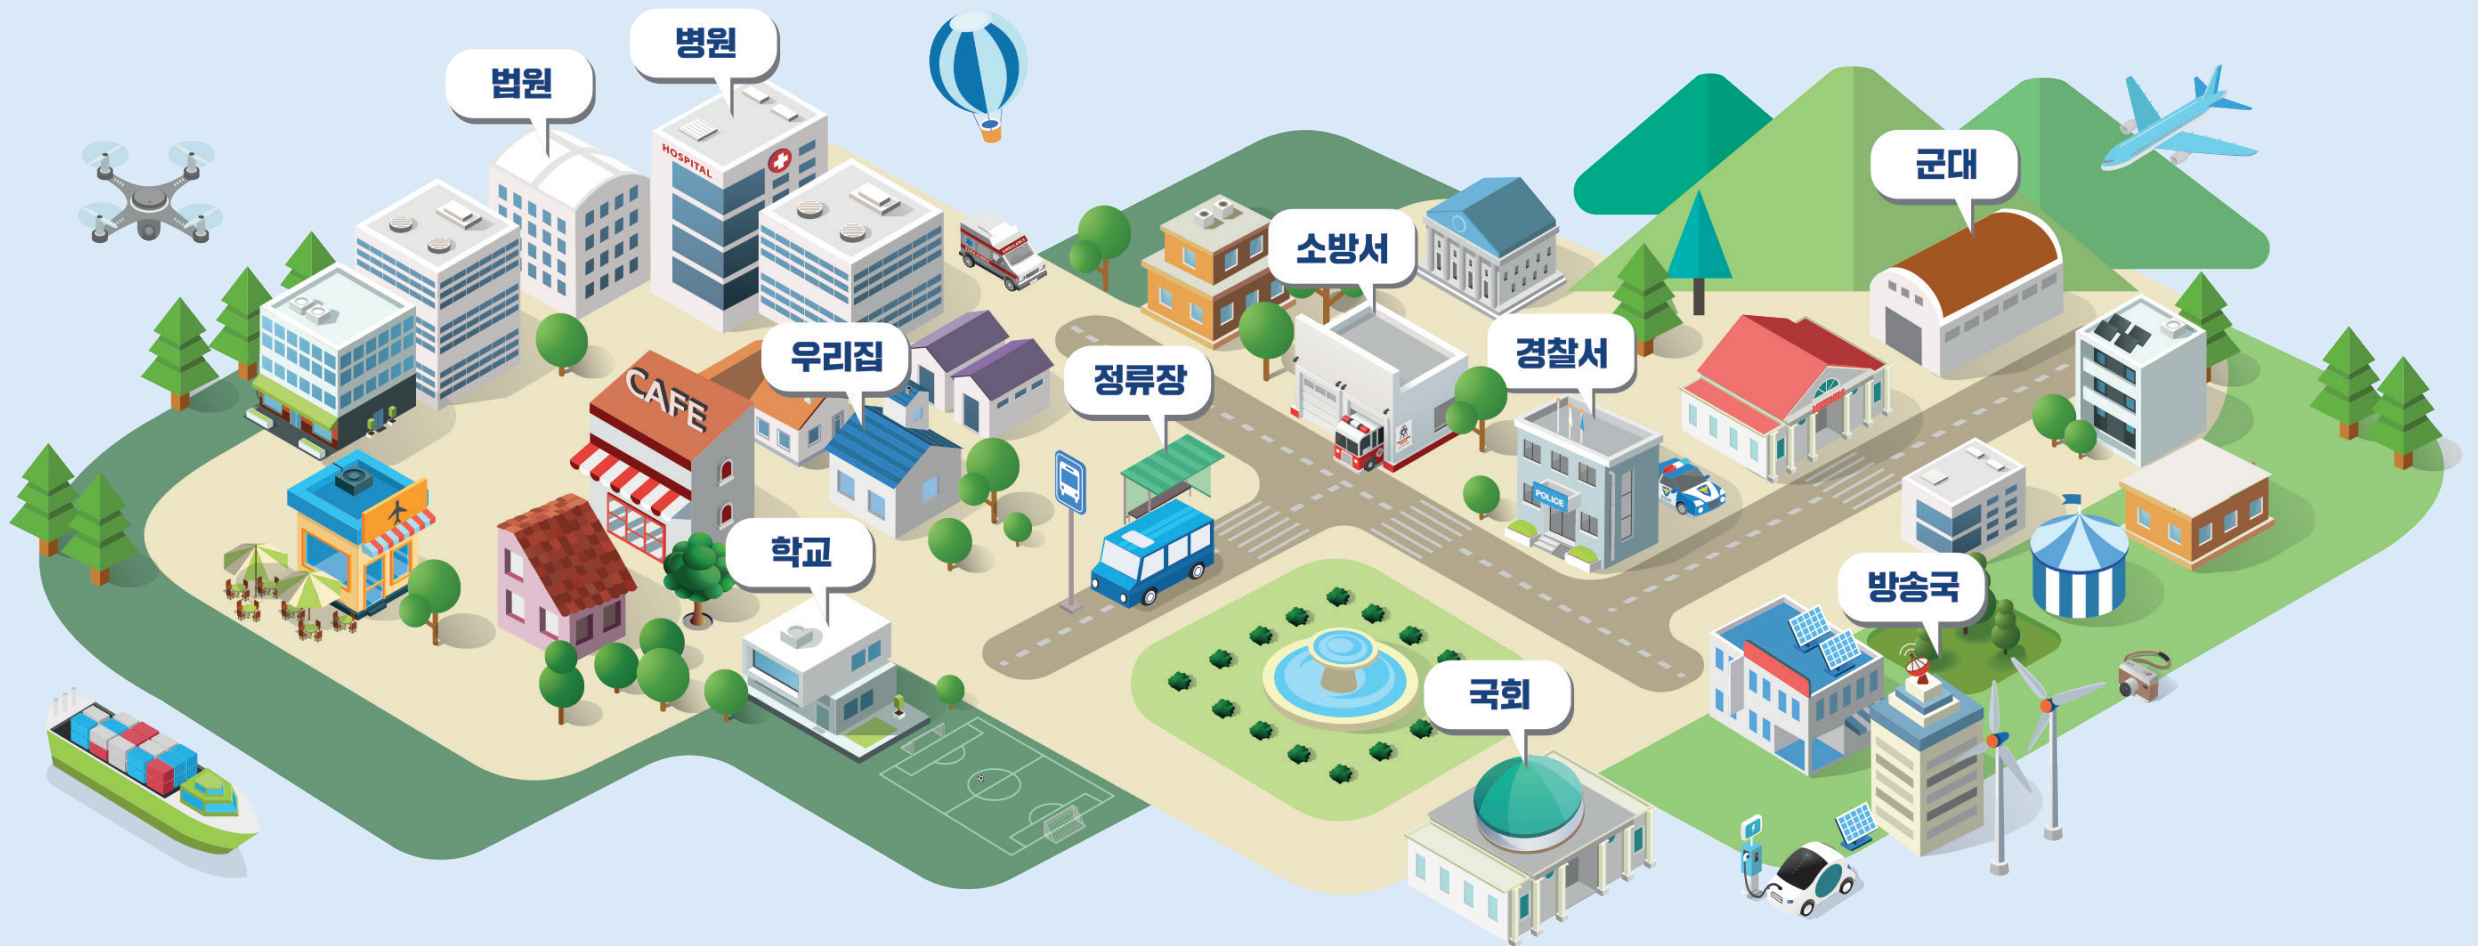 병원
법원
HOSPITAL
군대
소방서
우리집
경찰서
정류장
CAFE
POLICE
학교
방송국
국회